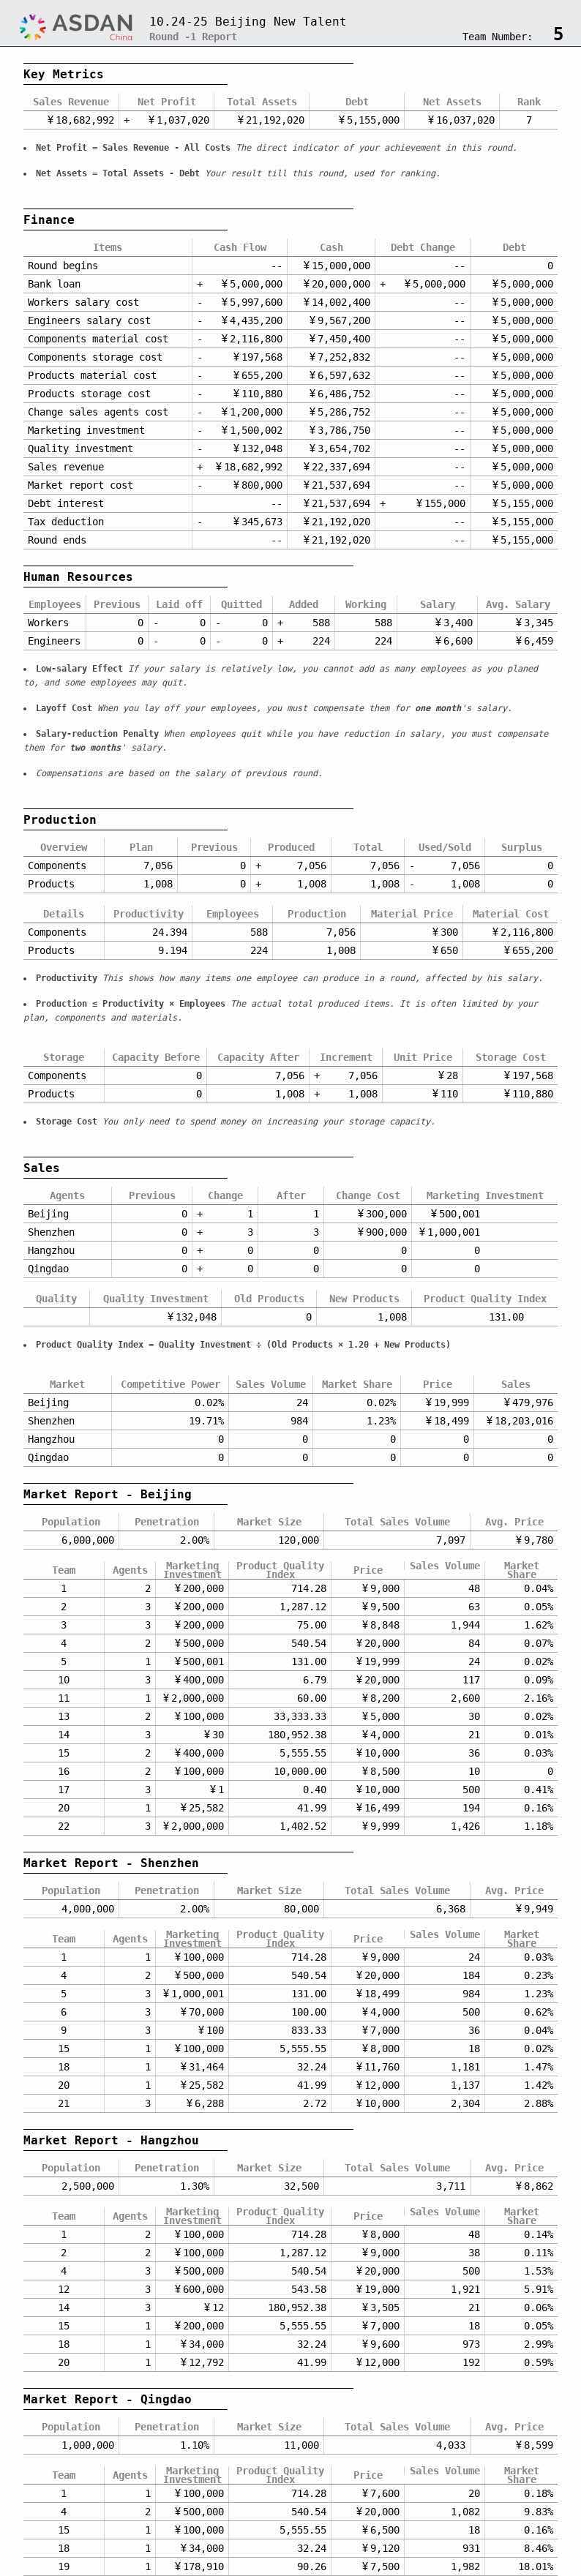 ASDAN
China
10.24-25 Beijing New Talent
Round -1 Report
Team Number: 5
Key Metrics
Sales Revenue Net Profit Total Assets Debt Net Assets Rank
¥18,682,992 + ¥1,037,020 ¥21,192,020 ¥5,155,000 ¥16,037,020 7
• Net Profit = Sales Revenue - All Costs This direct indicator of your achievement in this round.
• Net Assets = Total Assets - Debt Your result till this round, used for ranking.
Finance
Items Cash Flow Cash Debt Change Debt
Round begins -- ¥15,000,000 -- 0
Bank loan + ¥5,000,000 ¥20,000,000 + ¥5,000,000 ¥5,000,000
Workers salary cost - ¥5,997,600 ¥14,002,400 -- ¥5,000,000
Engineers salary cost - ¥4,435,200 ¥9,567,200 -- ¥5,000,000
Components material cost - ¥2,116,800 ¥7,450,400 -- ¥5,000,000
Components storage cost - ¥197,568 ¥7,252,832 -- ¥5,000,000
Products material cost - ¥655,200 ¥6,597,632 -- ¥5,000,000
Products storage cost - ¥110,880 ¥6,486,752 -- ¥5,000,000
Change sales agents cost - ¥1,200,000 ¥5,286,752 -- ¥5,000,000
Marketing investment - ¥1,500,002 ¥3,786,750 -- ¥5,000,000
Quality investment - ¥132,048 ¥3,654,702 -- ¥5,000,000
Sales revenue + ¥18,682,992 ¥22,337,694 -- ¥5,000,000
Market report cost - ¥800,000 ¥21,537,694 -- ¥5,000,000
Debt interest -- ¥21,537,694 + ¥155,000 ¥5,155,000
Tax deduction - ¥345,673 ¥21,192,020 -- ¥5,155,000
Round ends -- ¥21,192,020 -- ¥5,155,000
Human Resources
Employees Previous Laid off Quitted Added Working Salary Avg. Salary
Workers 0 - 0 - 0 + 588 588 ¥3,400 ¥3,345
Engineers 0 - 0 - 0 + 224 224 ¥6,600 ¥6,459
• Low-salary Effect If your salary is relatively low, you cannot add as many employees as you planed
to, and some employees may quit.
• Layoff Cost When you lay off your employees, you must compensate them for one month's salary.
• Salary-reduction Penalty When employees quit while you have reduction in salary, you must compensate
them for two months' salary.
• Compensations are based on the salary of previous round.
Production
Overview Plan Previous Produced Total Used/Sold Surplus
Components 7,056 0 + 7,056 7,056 - 7,056 0
Products 1,008 0 + 1,008 1,008 - 1,008 0
Details Productivity Employees Production Material Price Material Cost
Components 24.394 588 7,056 ¥300 ¥2,116,800
Products 9.194 224 1,008 ¥650 ¥655,200
• Productivity This shows how many items one employee can produce in a round, affected by his salary.
• Production ≤ Productivity × Employees The actual total produced items. It is often limited by your
plan, components and materials.
Storage Capacity Before Capacity After Increment Unit Price Storage Cost
Components 0 7,056 + 7,056 ¥28 ¥197,568
Products 0 1,008 + 1,008 ¥110 ¥110,880
• Storage Cost You only need to spend money on increasing your storage capacity.
Sales
Agents Previous Change After Change Cost Marketing Investment
Beijing 0 + 1 1 ¥300,000 ¥500,001
Shenzhen 0 + 3 3 ¥900,000 ¥1,000,001
Hangzhou 0 + 0 0 0 0
Qingdao 0 + 0 0 0 0
Quality Quality Investment Old Products New Products Product Quality Index
¥132,048 0 1,008 131.00
• Product Quality Index = Quality Investment ÷ (Old Products × 1.20 + New Products)
Market Competitive Power Sales Volume Market Share Price Sales
Beijing 0.02% 24 0.02% ¥19,999 ¥479,976
Shenzhen 19.71% 984 1.23% ¥18,499 ¥18,203,016
Hangzhou 0 0 0 0 0
Qingdao 0 0 0 0 0
Market Report - Beijing
Population Penetration Market Size Total Sales Volume Avg. Price
6,000,000 2.00% 120,000 7,097 ¥9,780
Team Agents Marketing Investment Product Quality Index Price Sales Volume Market Share
1 2 ¥200,000 714.28 ¥9,000 48 0.04%
2 3 ¥200,000 1,287.12 ¥9,500 63 0.05%
3 3 ¥200,000 75.00 ¥8,848 1,944 1.62%
4 2 ¥500,000 540.54 ¥20,000 84 0.07%
5 1 ¥500,001 131.00 ¥19,999 24 0.02%
10 3 ¥400,000 6.79 ¥20,000 117 0.09%
11 1 ¥2,000,000 60.00 ¥8,200 2,600 2.16%
13 2 ¥100,000 33,333.33 ¥5,000 30 0.02%
14 3 ¥30 180,952.38 ¥4,000 21 0.01%
15 2 ¥400,000 5,555.55 ¥10,000 36 0.03%
16 2 ¥100,000 10,000.00 ¥8,500 10 0
17 3 ¥1 0.40 ¥10,000 500 0.41%
20 1 ¥25,582 41.99 ¥16,499 194 0.16%
22 3 ¥2,000,000 1,402.52 ¥9,999 1,426 1.18%
Market Report - Shenzhen
Population Penetration Market Size Total Sales Volume Avg. Price
4,000,000 2.00% 80,000 6,368 ¥9,949
Team Agents Marketing Investment Product Quality Index Price Sales Volume Market Share
1 1 ¥100,000 714.28 ¥9,000 24 0.03%
4 2 ¥500,000 540.54 ¥20,000 184 0.23%
5 3 ¥1,000,001 131.00 ¥18,499 984 1.23%
6 3 ¥70,000 100.00 ¥4,000 500 0.62%
9 3 ¥100 833.33 ¥7,000 36 0.04%
15 1 ¥100,000 5,555.55 ¥8,000 18 0.02%
18 1 ¥31,464 32.24 ¥11,760 1,181 1.47%
20 1 ¥25,582 41.99 ¥12,000 1,137 1.42%
21 3 ¥6,288 2.72 ¥10,000 2,304 2.88%
Market Report - Hangzhou
Population Penetration Market Size Total Sales Volume Avg. Price
2,500,000 1.30% 32,500 3,711 ¥8,862
Team Agents Marketing Investment Product Quality Index Price Sales Volume Market Share
1 2 ¥100,000 714.28 ¥8,000 48 0.14%
2 2 ¥100,000 1,287.12 ¥9,000 38 0.11%
4 3 ¥500,000 540.54 ¥20,000 500 1.53%
12 3 ¥600,000 543.58 ¥19,000 1,921 5.91%
14 3 ¥12 180,952.38 ¥3,505 21 0.06%
15 1 ¥200,000 5,555.55 ¥7,000 18 0.05%
18 1 ¥34,000 32.24 ¥9,600 973 2.99%
20 1 ¥12,792 41.99 ¥12,000 192 0.59%
Market Report - Qingdao
Population Penetration Market Size Total Sales Volume Avg. Price
1,000,000 1.10% 11,000 4,033 ¥8,599
Team Agents Marketing Investment Product Quality Index Price Sales Volume Market Share
1 1 ¥100,000 714.28 ¥7,600 20 0.18%
4 2 ¥500,000 540.54 ¥20,000 1,082 9.83%
15 1 ¥100,000 5,555.55 ¥6,500 18 0.16%
18 1 ¥34,000 32.24 ¥9,120 931 8.46%
19 1 ¥178,910 90.26 ¥7,500 1,982 18.01%